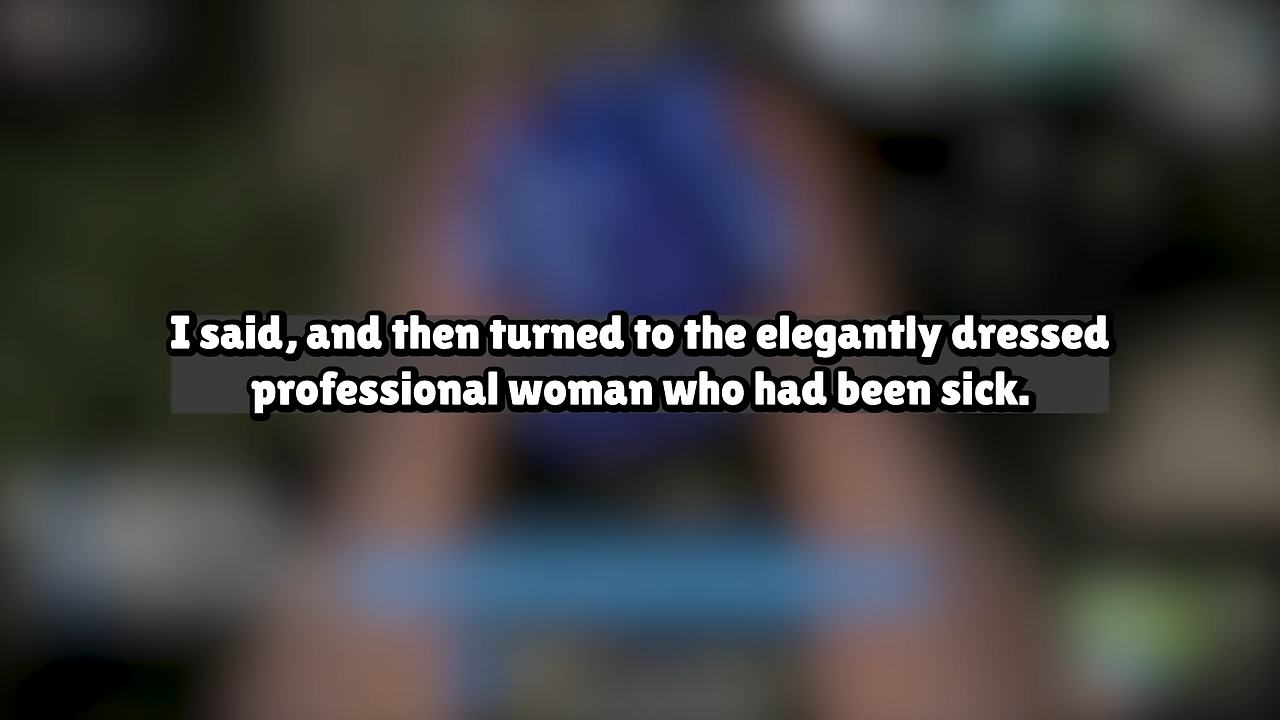 I said, and then turned to the elegantly dressed
professional woman who had been sick.